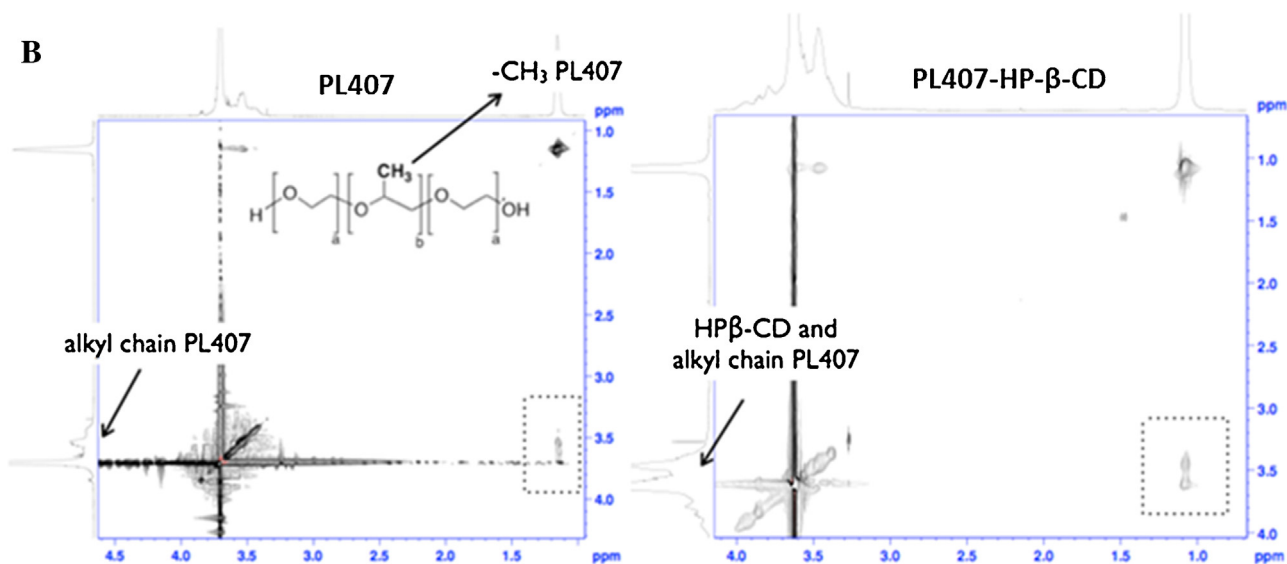 B
PL407
-CH₃ PL407
ppm
1.0
1.5
2.0
2.5
3.0
3.5
4.0
CH₃
H
O
a
O
b
O
a
OH
alkyl chain PL407
4.5 4.0 3.5 3.0 2.5 2.0 1.5 ppm
PL407-HP-β-CD
ppm
1.0
1.5
2.0
2.5
3.0
3.5
4.0
HPβ-CD and
alkyl chain PL407
4.0 3.5 3.0 2.5 2.0 1.5 1.0 ppm